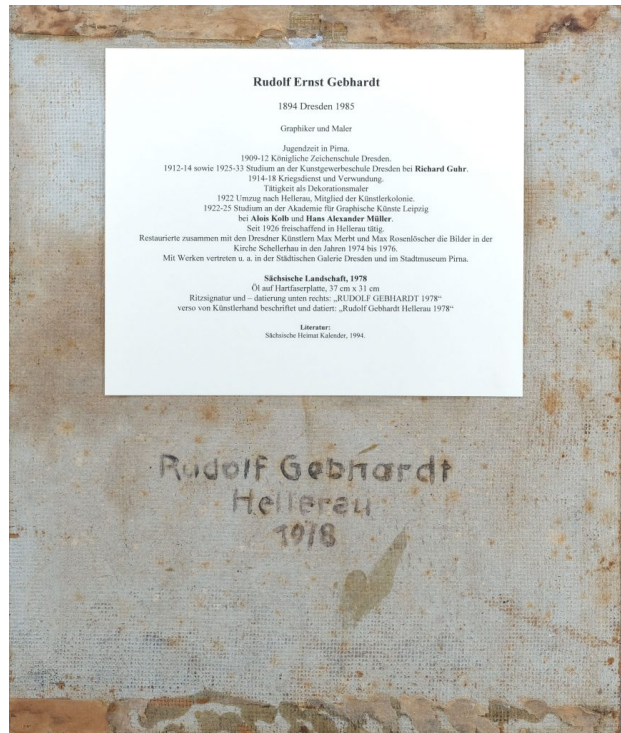 Rudolf Ernst Gebhardt
1894 Dresden 1985
Graphiker und Maler
Jugendzeit in Pirna.
1909-12 Königliche Zeichenschule Dresden.
1912-14 sowie 1925-33 Studium an der Kunstgewerbeschule Dresden bei Richard Guhr.
1914-18 Kriegsdienst und Verwundung.
Tätigkeit als Dekorationsmaler
1922 Umzug nach Hellerau, Mitglied der Künstlerkolonie.
1922-25 Studium an der Akademie für Graphische Künste Leipzig
bei Alois Kolb und Hans Alexander Müller.
Seit 1926 freischaffend in Hellerau tätig.
Restaurierte zusammen mit den Dresdner Künstlern Max Merbt und Max Rosenlöscher die Bilder in der
Kirche Schellerhau in den Jahren 1974 bis 1976.
Mit Werken vertreten u. a. in der Städtischen Galerie Dresden und im Stadtmuseum Pirna.
Sächsische Landschaft, 1978
Öl auf Hartfaserplatte, 37 cm x 31 cm
Ritzsignatur und – datierung unten rechts: „RUDOLF GEBHARDT 1978“
verso von Künstlerhand beschriftet und datiert: „Rudolf Gebhardt Hellerau 1978“
Literatur:
Sächsische Heimat Kalender, 1994.
Rudolf Gebhardt
Hellerau
1978